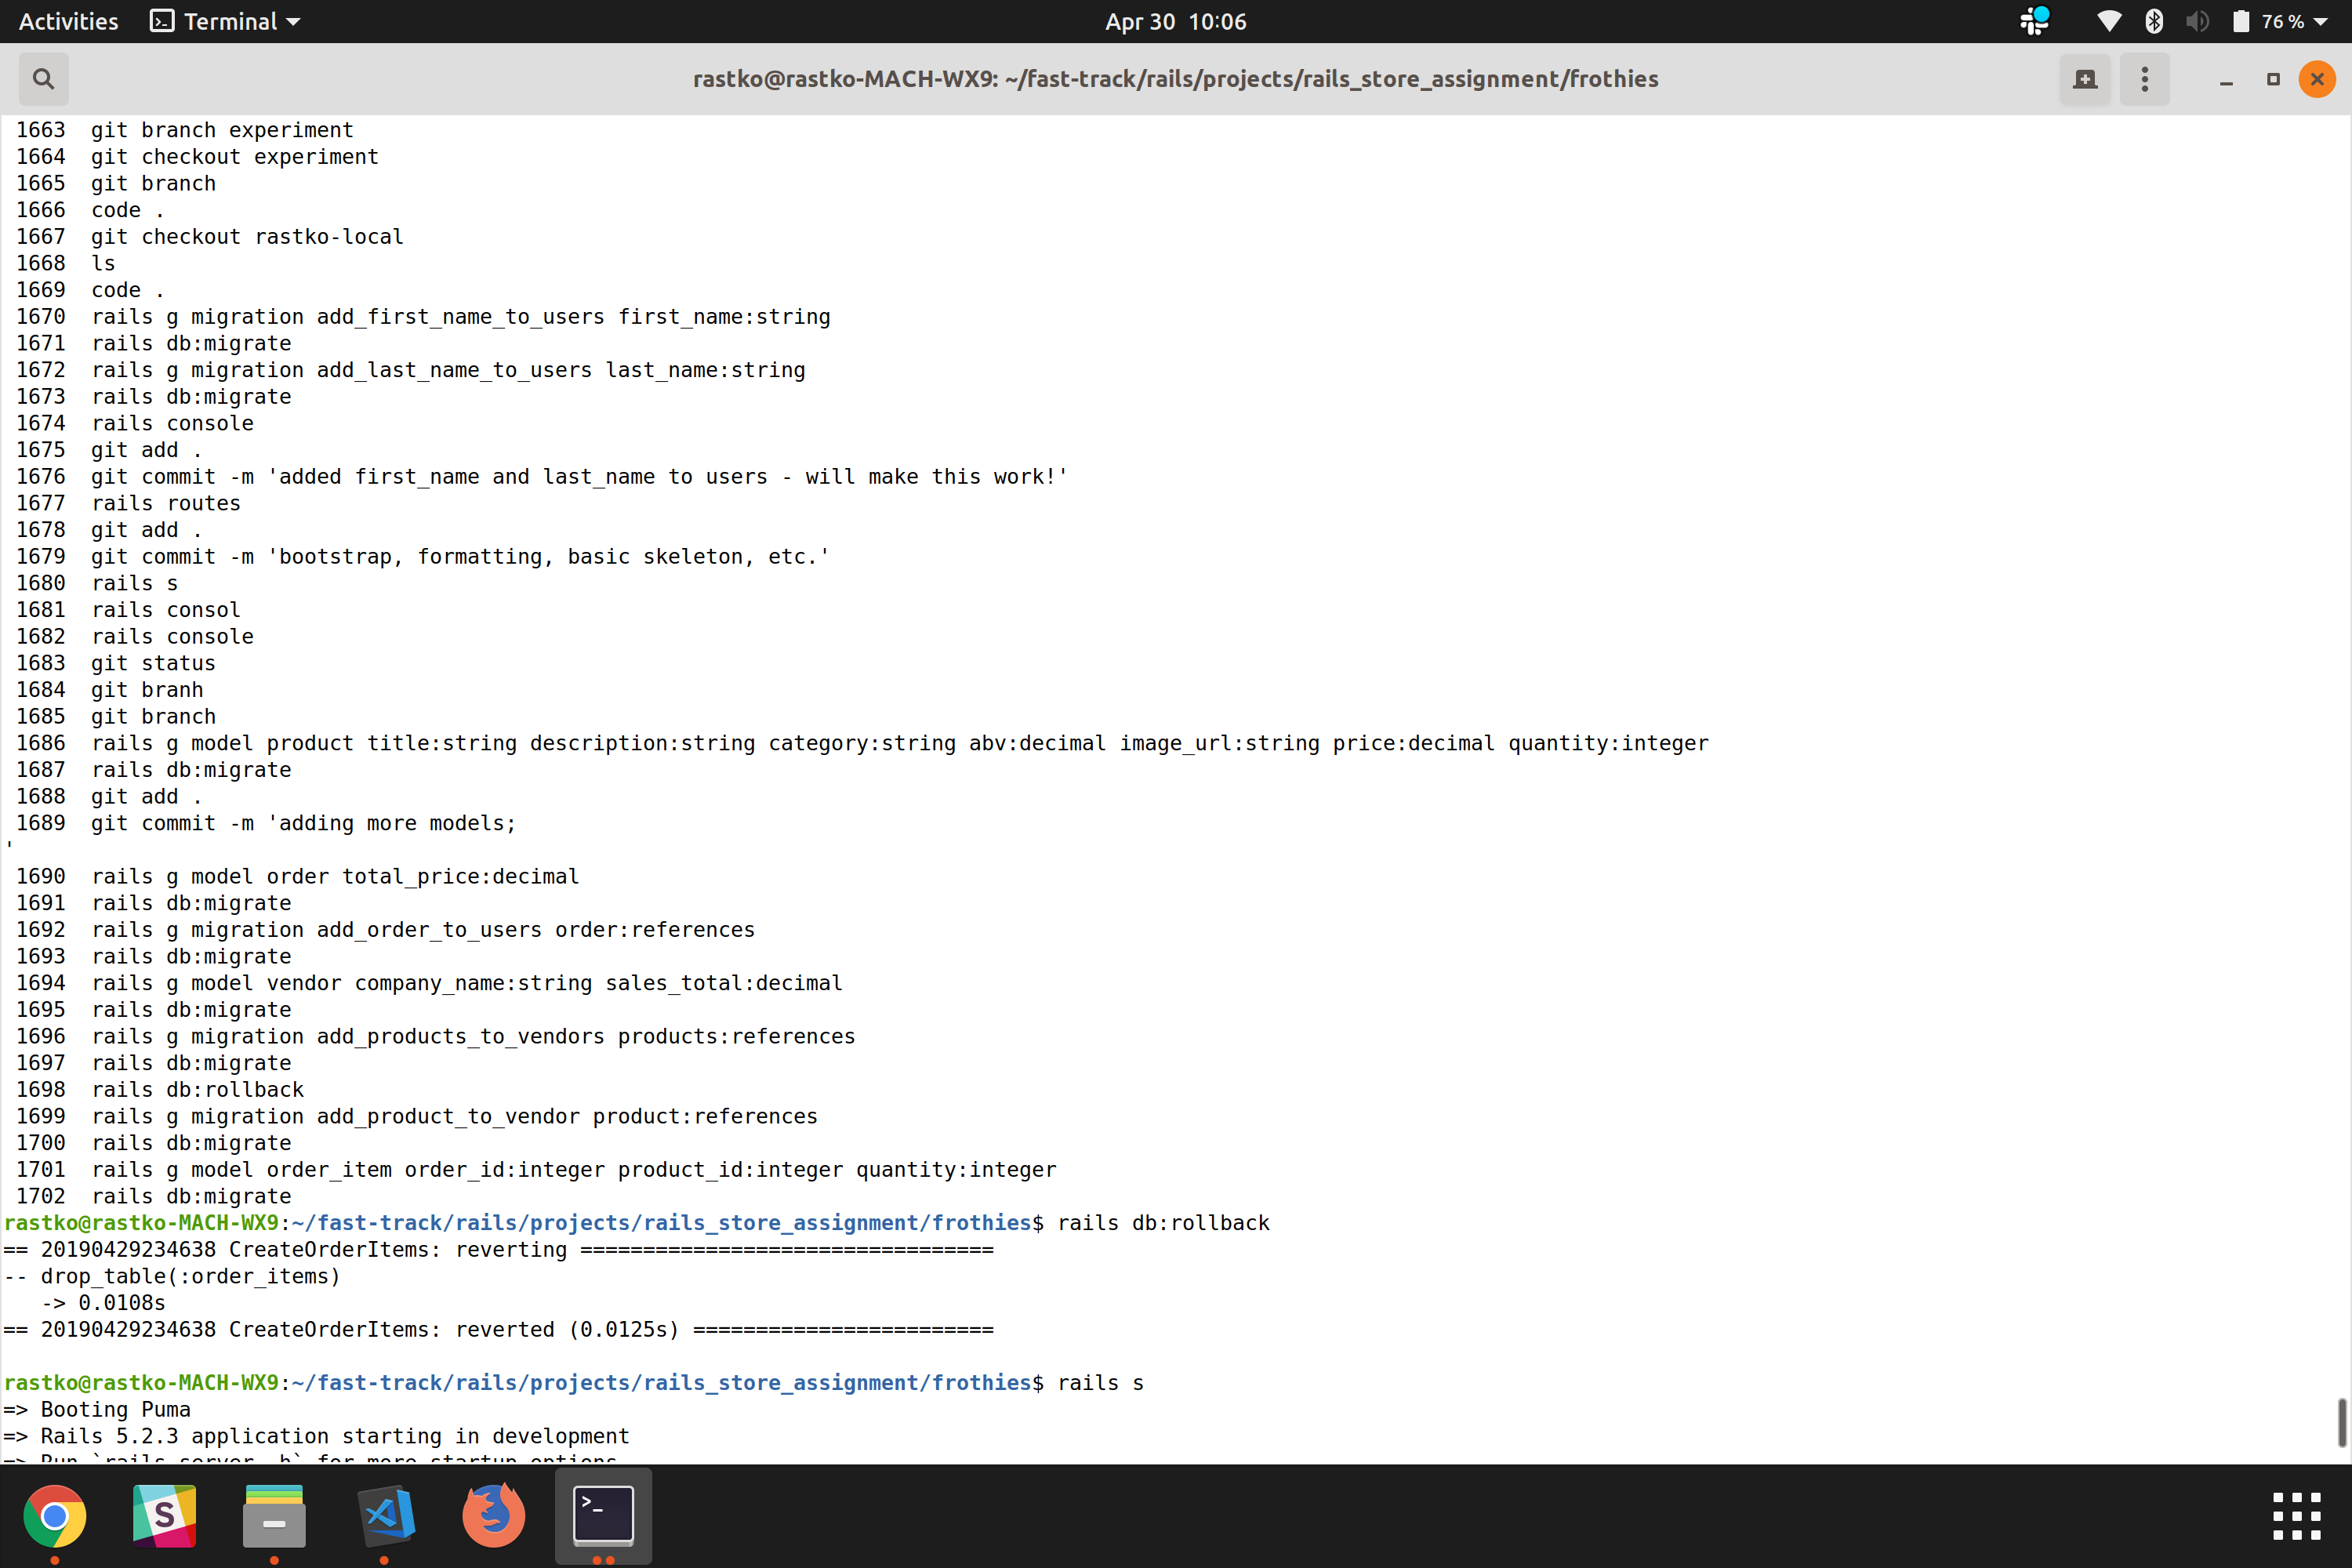 Activities Terminal Apr 30 10:06 76 %
rastko@rastko-MACH-WX9: ~/fast-track/rails/projects/rails_store_assignment/frothies
1663 git branch experiment
1664 git checkout experiment
1665 git branch
1666 code .
1667 git checkout rastko-local
1668 ls
1669 code .
1670 rails g migration add_first_name_to_users first_name:string
1671 rails db:migrate
1672 rails g migration add_last_name_to_users last_name:string
1673 rails db:migrate
1674 rails console
1675 git add .
1676 git commit -m 'added first_name and last_name to users - will make this work!'
1677 rails routes
1678 git add .
1679 git commit -m 'bootstrap, formatting, basic skeleton, etc.'
1680 rails s
1681 rails consol
1682 rails console
1683 git status
1684 git branh
1685 git branch
1686 rails g model product title:string description:string category:string abv:decimal image_url:string price:decimal quantity:integer
1687 rails db:migrate
1688 git add .
1689 git commit -m 'adding more models;
'
1690 rails g model order total_price:decimal
1691 rails db:migrate
1692 rails g migration add_order_to_users order:references
1693 rails db:migrate
1694 rails g model vendor company_name:string sales_total:decimal
1695 rails db:migrate
1696 rails g migration add_products_to_vendors products:references
1697 rails db:migrate
1698 rails db:rollback
1699 rails g migration add_product_to_vendor product:references
1700 rails db:migrate
1701 rails g model order_item order_id:integer product_id:integer quantity:integer
1702 rails db:migrate
rastko@rastko-MACH-WX9:~/fast-track/rails/projects/rails_store_assignment/frothies$ rails db:rollback
== 20190429234638 CreateOrderItems: reverting =================================
-- drop_table(:order_items)
-> 0.0108s
== 20190429234638 CreateOrderItems: reverted (0.0125s) ========================
rastko@rastko-MACH-WX9:~/fast-track/rails/projects/rails_store_assignment/frothies$ rails s
=> Booting Puma
=> Rails 5.2.3 application starting in development
=> Run `rails server -h` for more startup options
S
>_